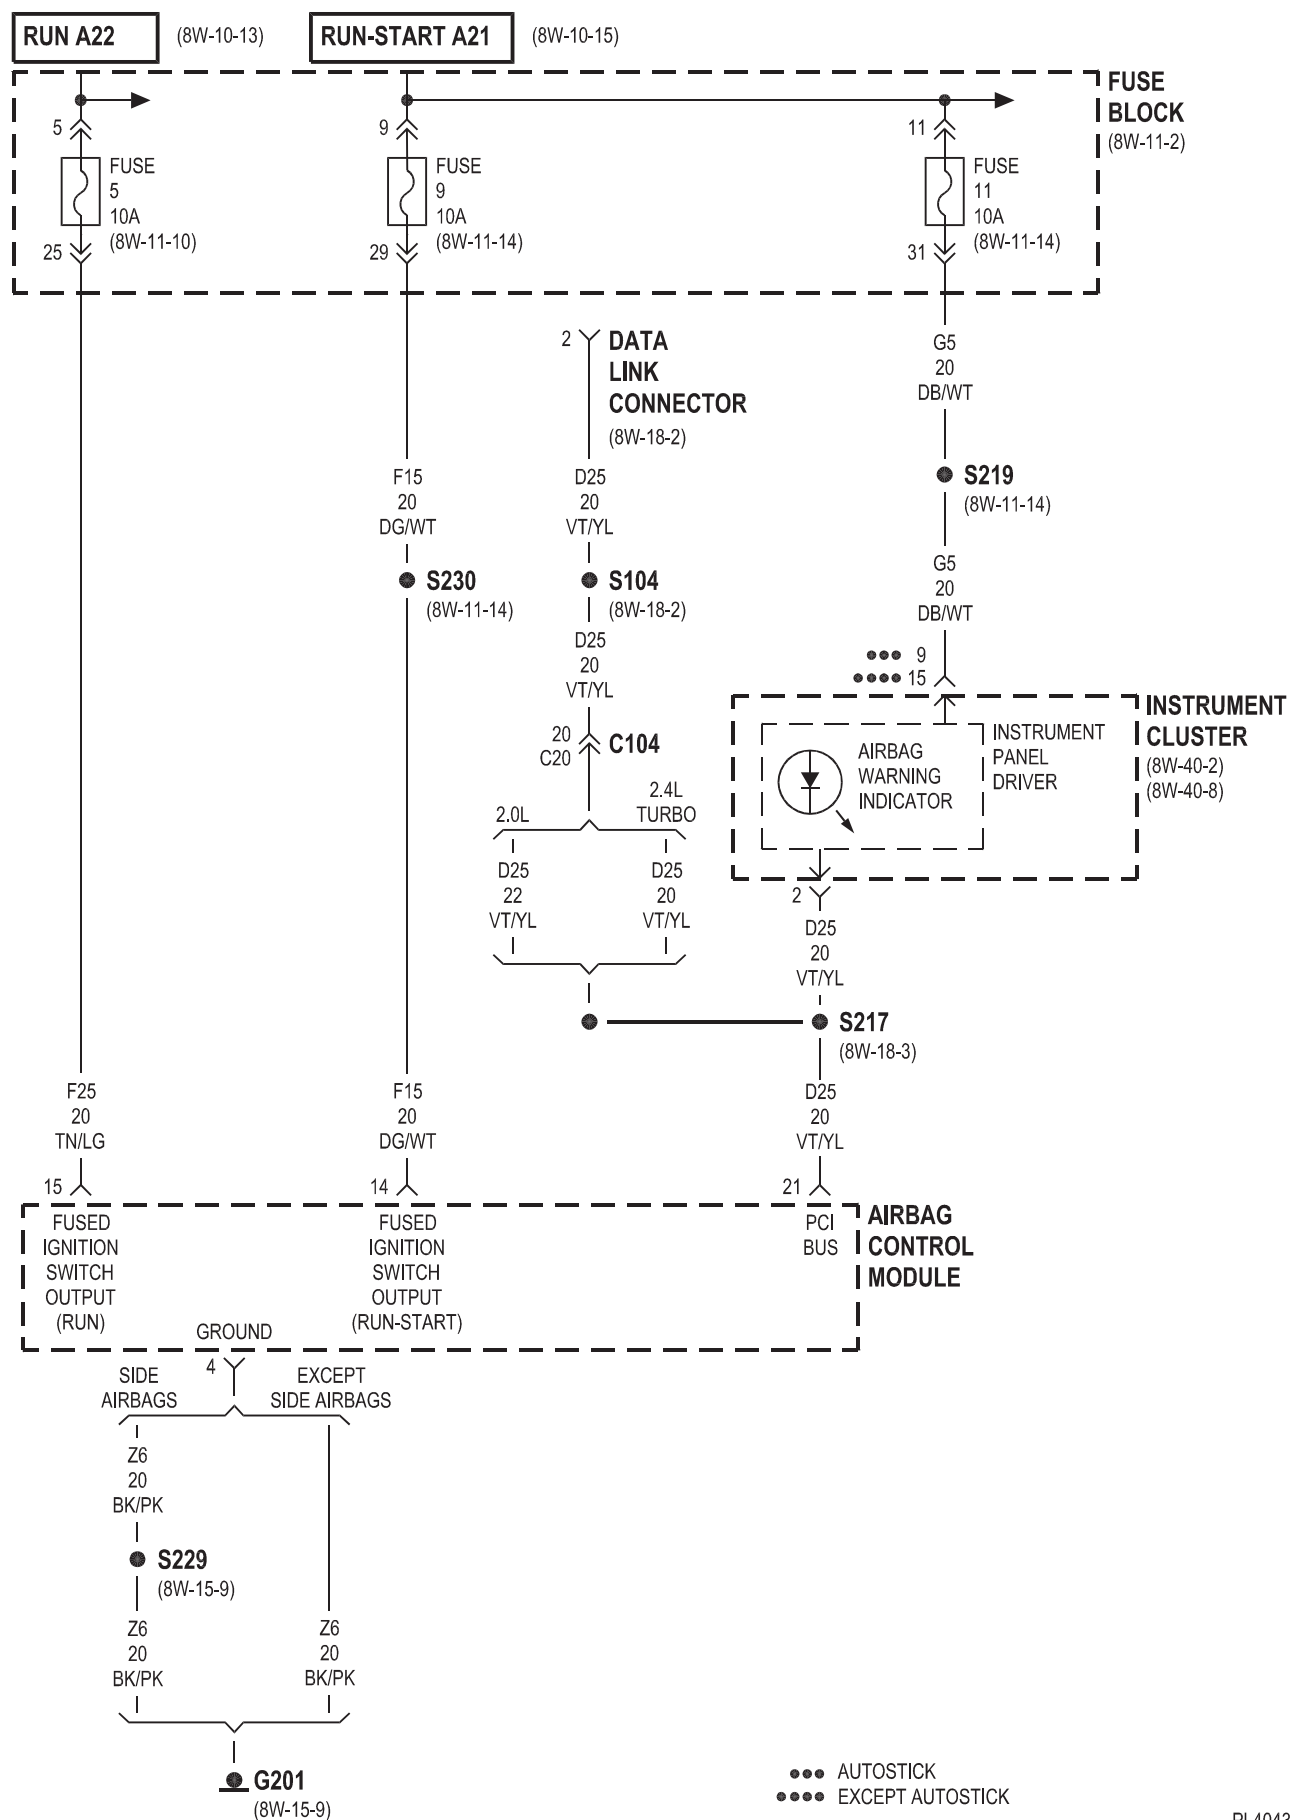 RUN A22
(8W-10-13)
RUN-START A21
(8W-10-15)
FUSE
BLOCK
(8W-11-2)
5
9
11
FUSE
5
10A
(8W-11-10)
FUSE
9
10A
(8W-11-14)
FUSE
11
10A
(8W-11-14)
25
29
31
2
DATA
LINK
CONNECTOR
(8W-18-2)
G5
20
DB/WT
F15
20
DG/WT
D25
20
VT/YL
S219
(8W-11-14)
S230
(8W-11-14)
S104
(8W-18-2)
G5
20
DB/WT
D25
20
VT/YL
9
15
20
C20
C104
INSTRUMENT
CLUSTER
(8W-40-2)
(8W-40-8)
INSTRUMENT
PANEL
DRIVER
AIRBAG
WARNING
INDICATOR
2.0L
2.4L
TURBO
D25
22
VT/YL
D25
20
VT/YL
2
D25
20
VT/YL
S217
(8W-18-3)
F25
20
TN/LG
F15
20
DG/WT
D25
20
VT/YL
15
14
21
FUSED
IGNITION
SWITCH
OUTPUT
(RUN)
FUSED
IGNITION
SWITCH
OUTPUT
(RUN-START)
PCI
BUS
AIRBAG
CONTROL
MODULE
GROUND
4
SIDE
AIRBAGS
EXCEPT
SIDE AIRBAGS
Z6
20
BK/PK
S229
(8W-15-9)
Z6
20
BK/PK
Z6
20
BK/PK
G201
(8W-15-9)
AUTOSTICK
EXCEPT AUTOSTICK